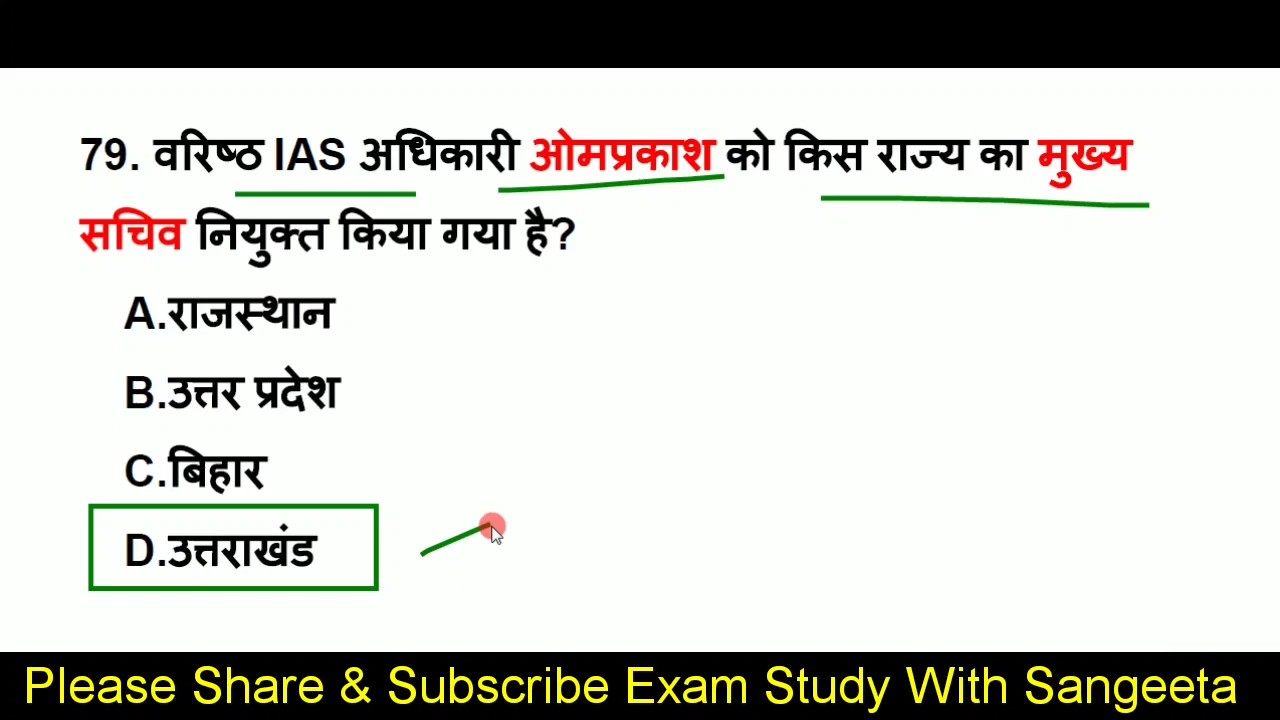 79. वरिष्ठ IAS अधिकारी ओमप्रकाश को किस राज्य का मुख्य
सचिव नियुक्त किया गया है?
A.राजस्थान
B.उत्तर प्रदेश
C.बिहार
D.उत्तराखंड
Please Share & Subscribe Exam Study With Sangeeta